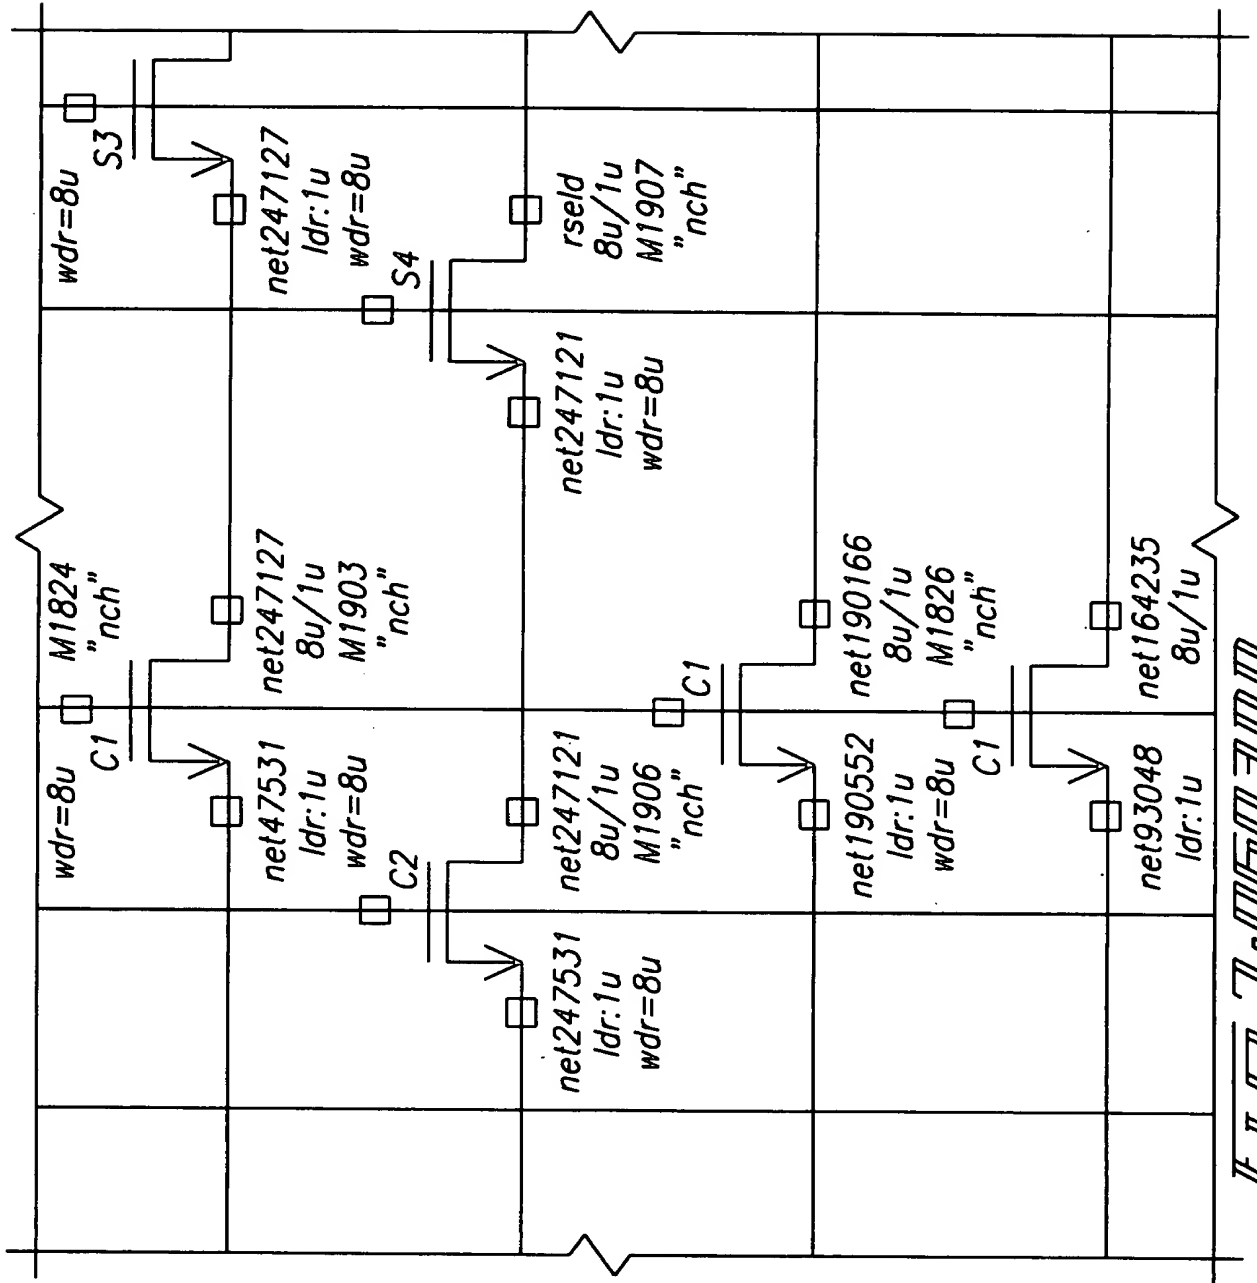 wdr=8u
M1824
"nch"
wdr=8u
C1
S3
net47531
ldr:1u
wdr=8u
net247127
8u/1u
M1903
"nch"
net247127
ldr:1u
wdr=8u
C2
S4
net247531
ldr:1u
wdr=8u
net247121
8u/1u
M1906
"nch"
net247121
ldr:1u
wdr=8u
rseld
8u/1u
M1907
"nch"
C1
net190552
ldr:1u
wdr=8u
net190166
8u/1u
M1826
"nch"
C1
net93048
ldr:1u
net164235
8u/1u